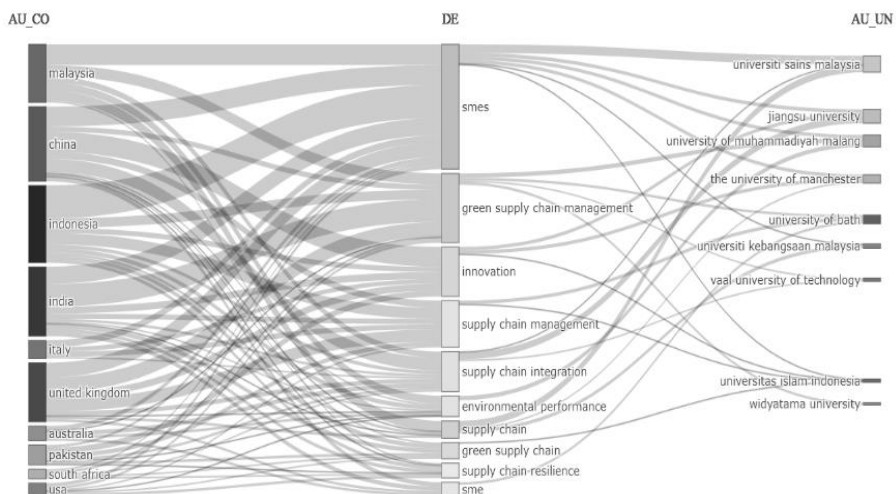 AU_CO
DE
AU_UN
malaysia
china
indonesia
india
italy
united kingdom
australia
pakistan
south africa
usa
smes
green supply chain management
innovation
supply chain management
supply chain integration
environmental performance
supply chain
green supply chain
supply chain resilience
sme
universiti sains malaysia
jiangsu university
university of muhammadiyah malang
the university of manchester
university of bath
universiti kebangsaan malaysia
vaal university of technology
universitas islam indonesia
widyatama university